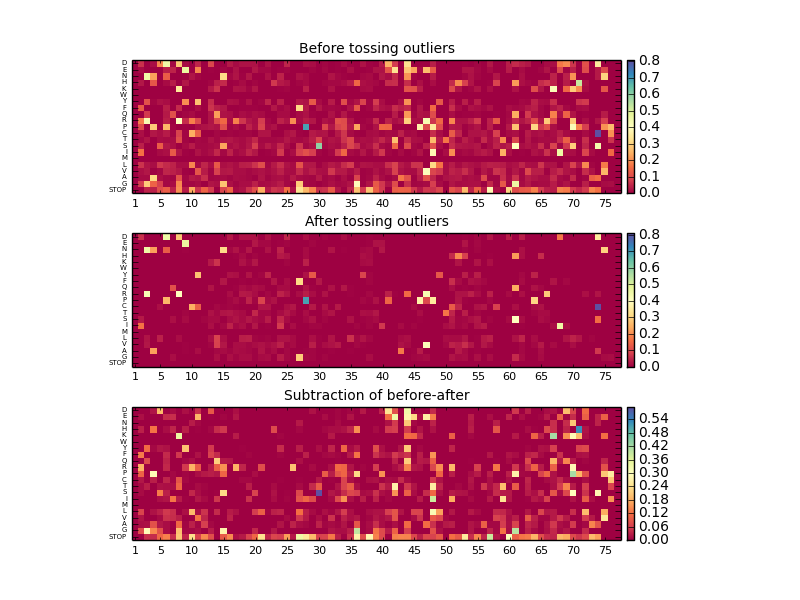 Before tossing outliers
D
E
N
H
K
W
Y
F
Q
R
P
C
T
S
I
M
L
V
A
G
STOP
1 5 10 15 20 25 30 35 40 45 50 55 60 65 70 75
0.8
0.7
0.6
0.5
0.4
0.3
0.2
0.1
0.0
After tossing outliers
D
E
N
H
K
W
Y
F
Q
R
P
C
T
S
I
M
L
V
A
G
STOP
1 5 10 15 20 25 30 35 40 45 50 55 60 65 70 75
0.8
0.7
0.6
0.5
0.4
0.3
0.2
0.1
0.0
Subtraction of before-after
D
E
N
H
K
W
Y
F
Q
R
P
C
T
S
I
M
L
V
A
G
STOP
1 5 10 15 20 25 30 35 40 45 50 55 60 65 70 75
0.54
0.48
0.42
0.36
0.30
0.24
0.18
0.12
0.06
0.00